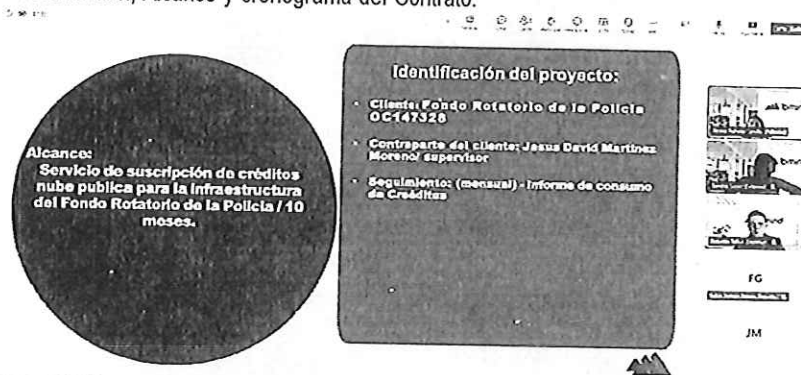 Alcance y cronograma del Contrato.
Identificación del proyecto:
• Cliente: Fondo Rotatorio de la Policía
OC147328
• Contraparte del cliente: Jesus David Martinez
Moreno/ supervisor
• Seguimiento: (mensual) - Informe de consumo
de Creáditos
Alcance:
Servicio de suscripción de créditos
nube publica para la infraestructura
del Fondo Rotatorio de la Policía / 10
meses.
FG
JM